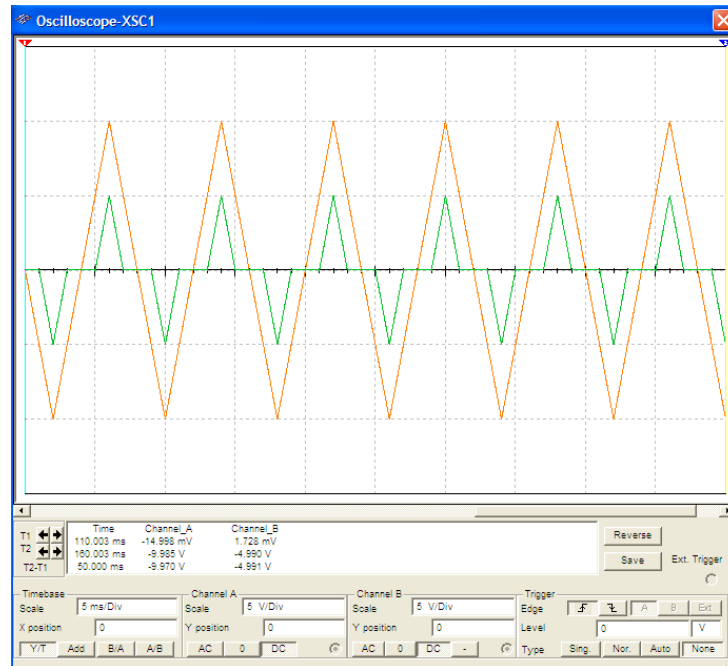 Oscilloscope-XSC1
1
Time Channel_A Channel_B
T1 110.003 ms -14.998 mV 1.728 mV
T2 160.003 ms -9.985 V -4.990 V
T2-T1 50.000 ms -9.970 V -4.991 V
Reverse
Save
Ext. Trigger
Timebase
Scale 5 ms/Div
X position 0
Y/T Add B/A A/B
Channel A
Scale 5 V/Div
Y position 0
AC 0 DC
Channel B
Scale 5 V/Div
Y position 0
AC 0 DC -
Trigger
Edge A B Ext
Level 0 V
Type Sing. Nor. Auto None